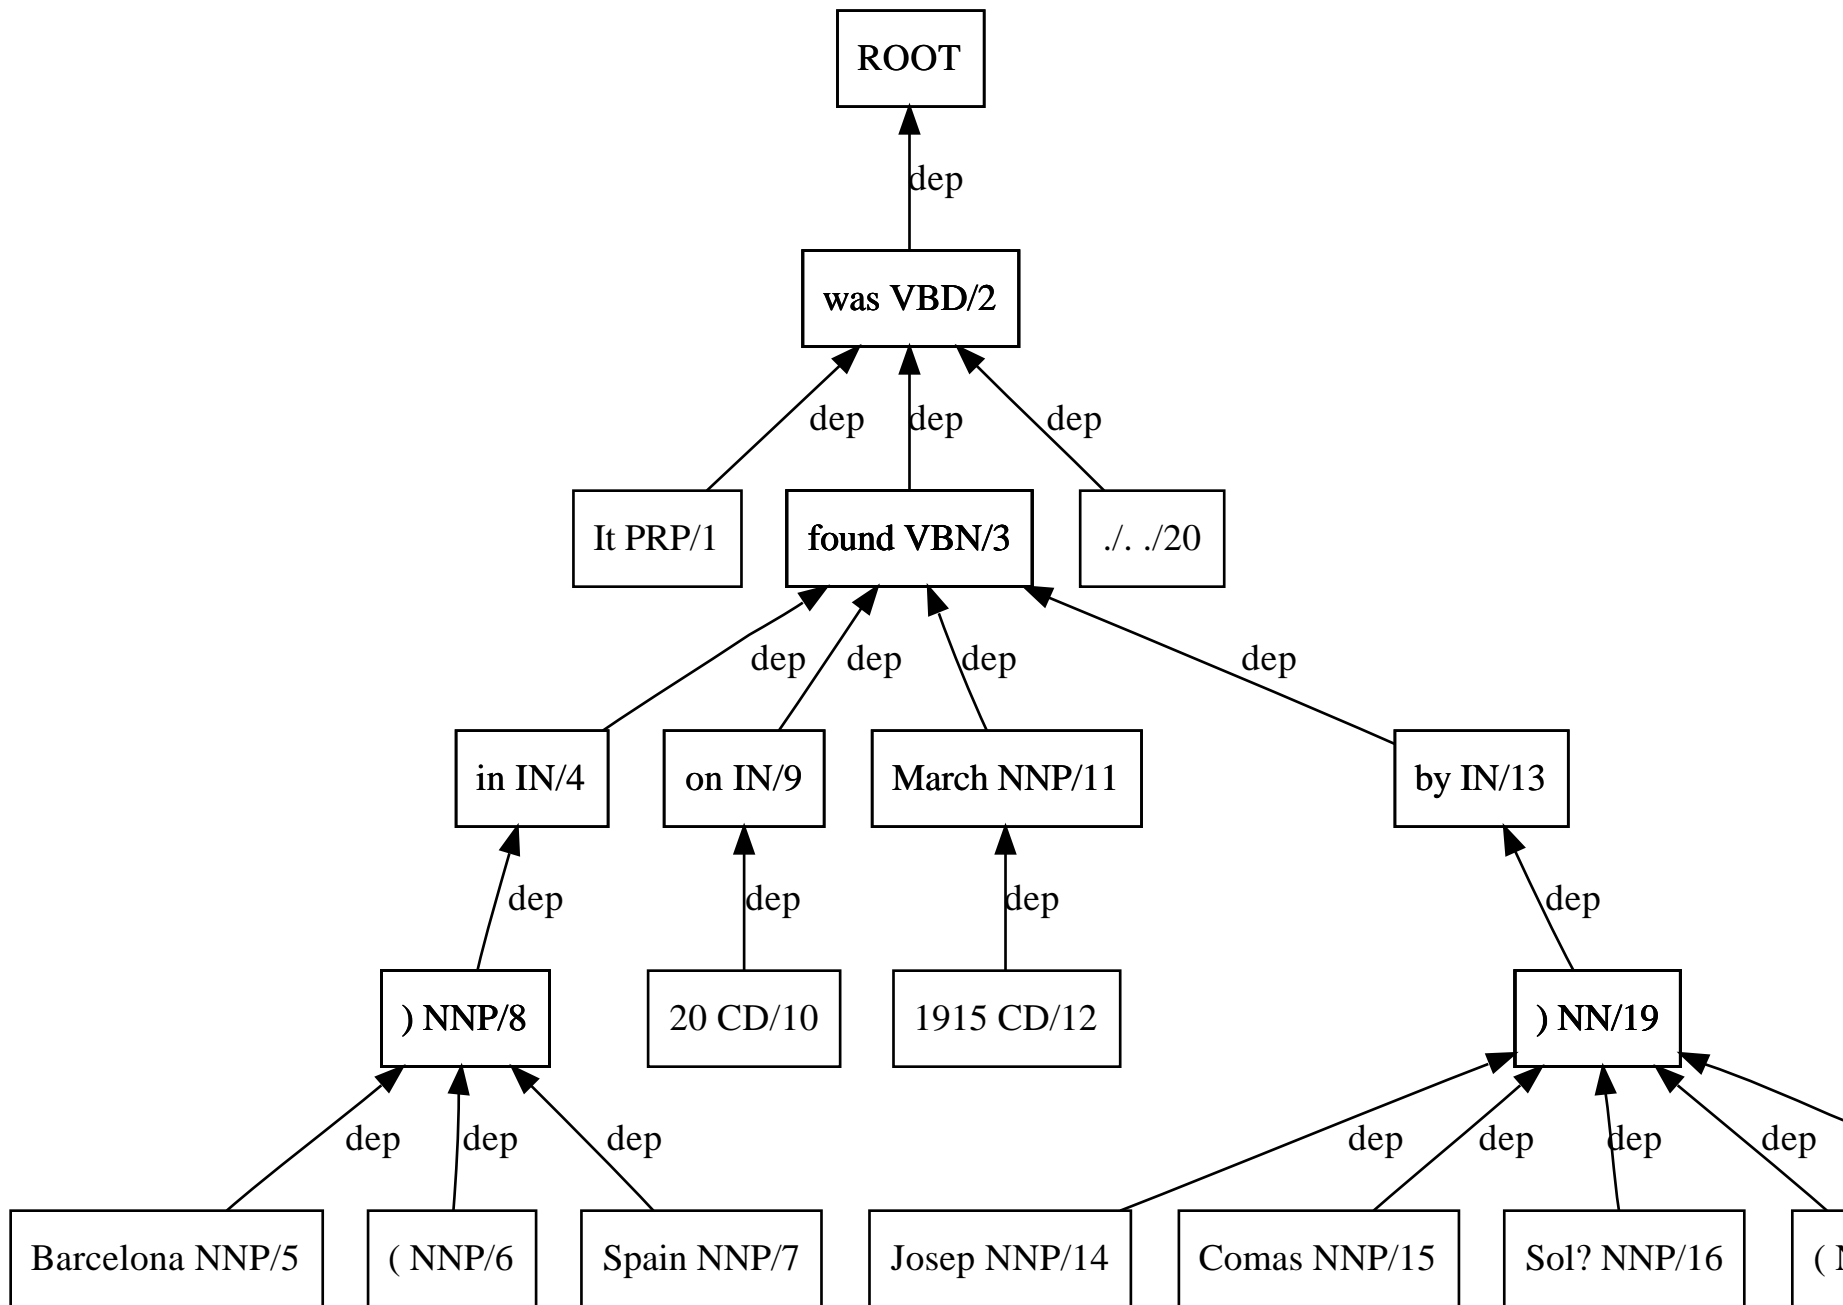 ROOT
dep
was VBD/2
dep dep dep
It PRP/1 found VBN/3 ./. ./20
dep dep dep dep
in IN/4 on IN/9 March NNP/11 by IN/13
dep dep dep dep
) NNP/8 20 CD/10 1915 CD/12 ) NN/19
dep dep dep dep dep dep dep
Barcelona NNP/5 ( NNP/6 Spain NNP/7 Josep NNP/14 Comas NNP/15 Sol? NNP/16 (